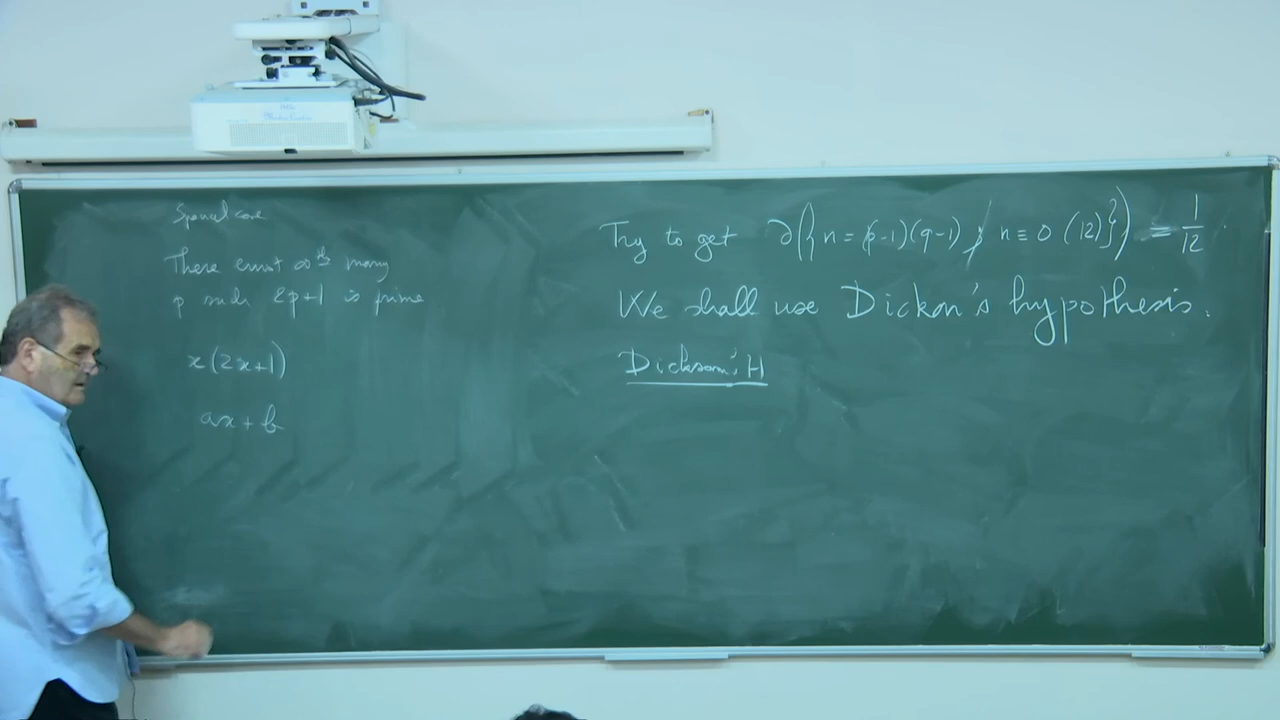 Special case
There exist ∞ly many
p such 2p+1 is prime
x(2x+1)
ax + b
Try to get ∂({n = (p-1)(q-1) ; n ≡ 0 (12)}) = 1/12
We shall use Dickon's hypothesis.
Dickson's H